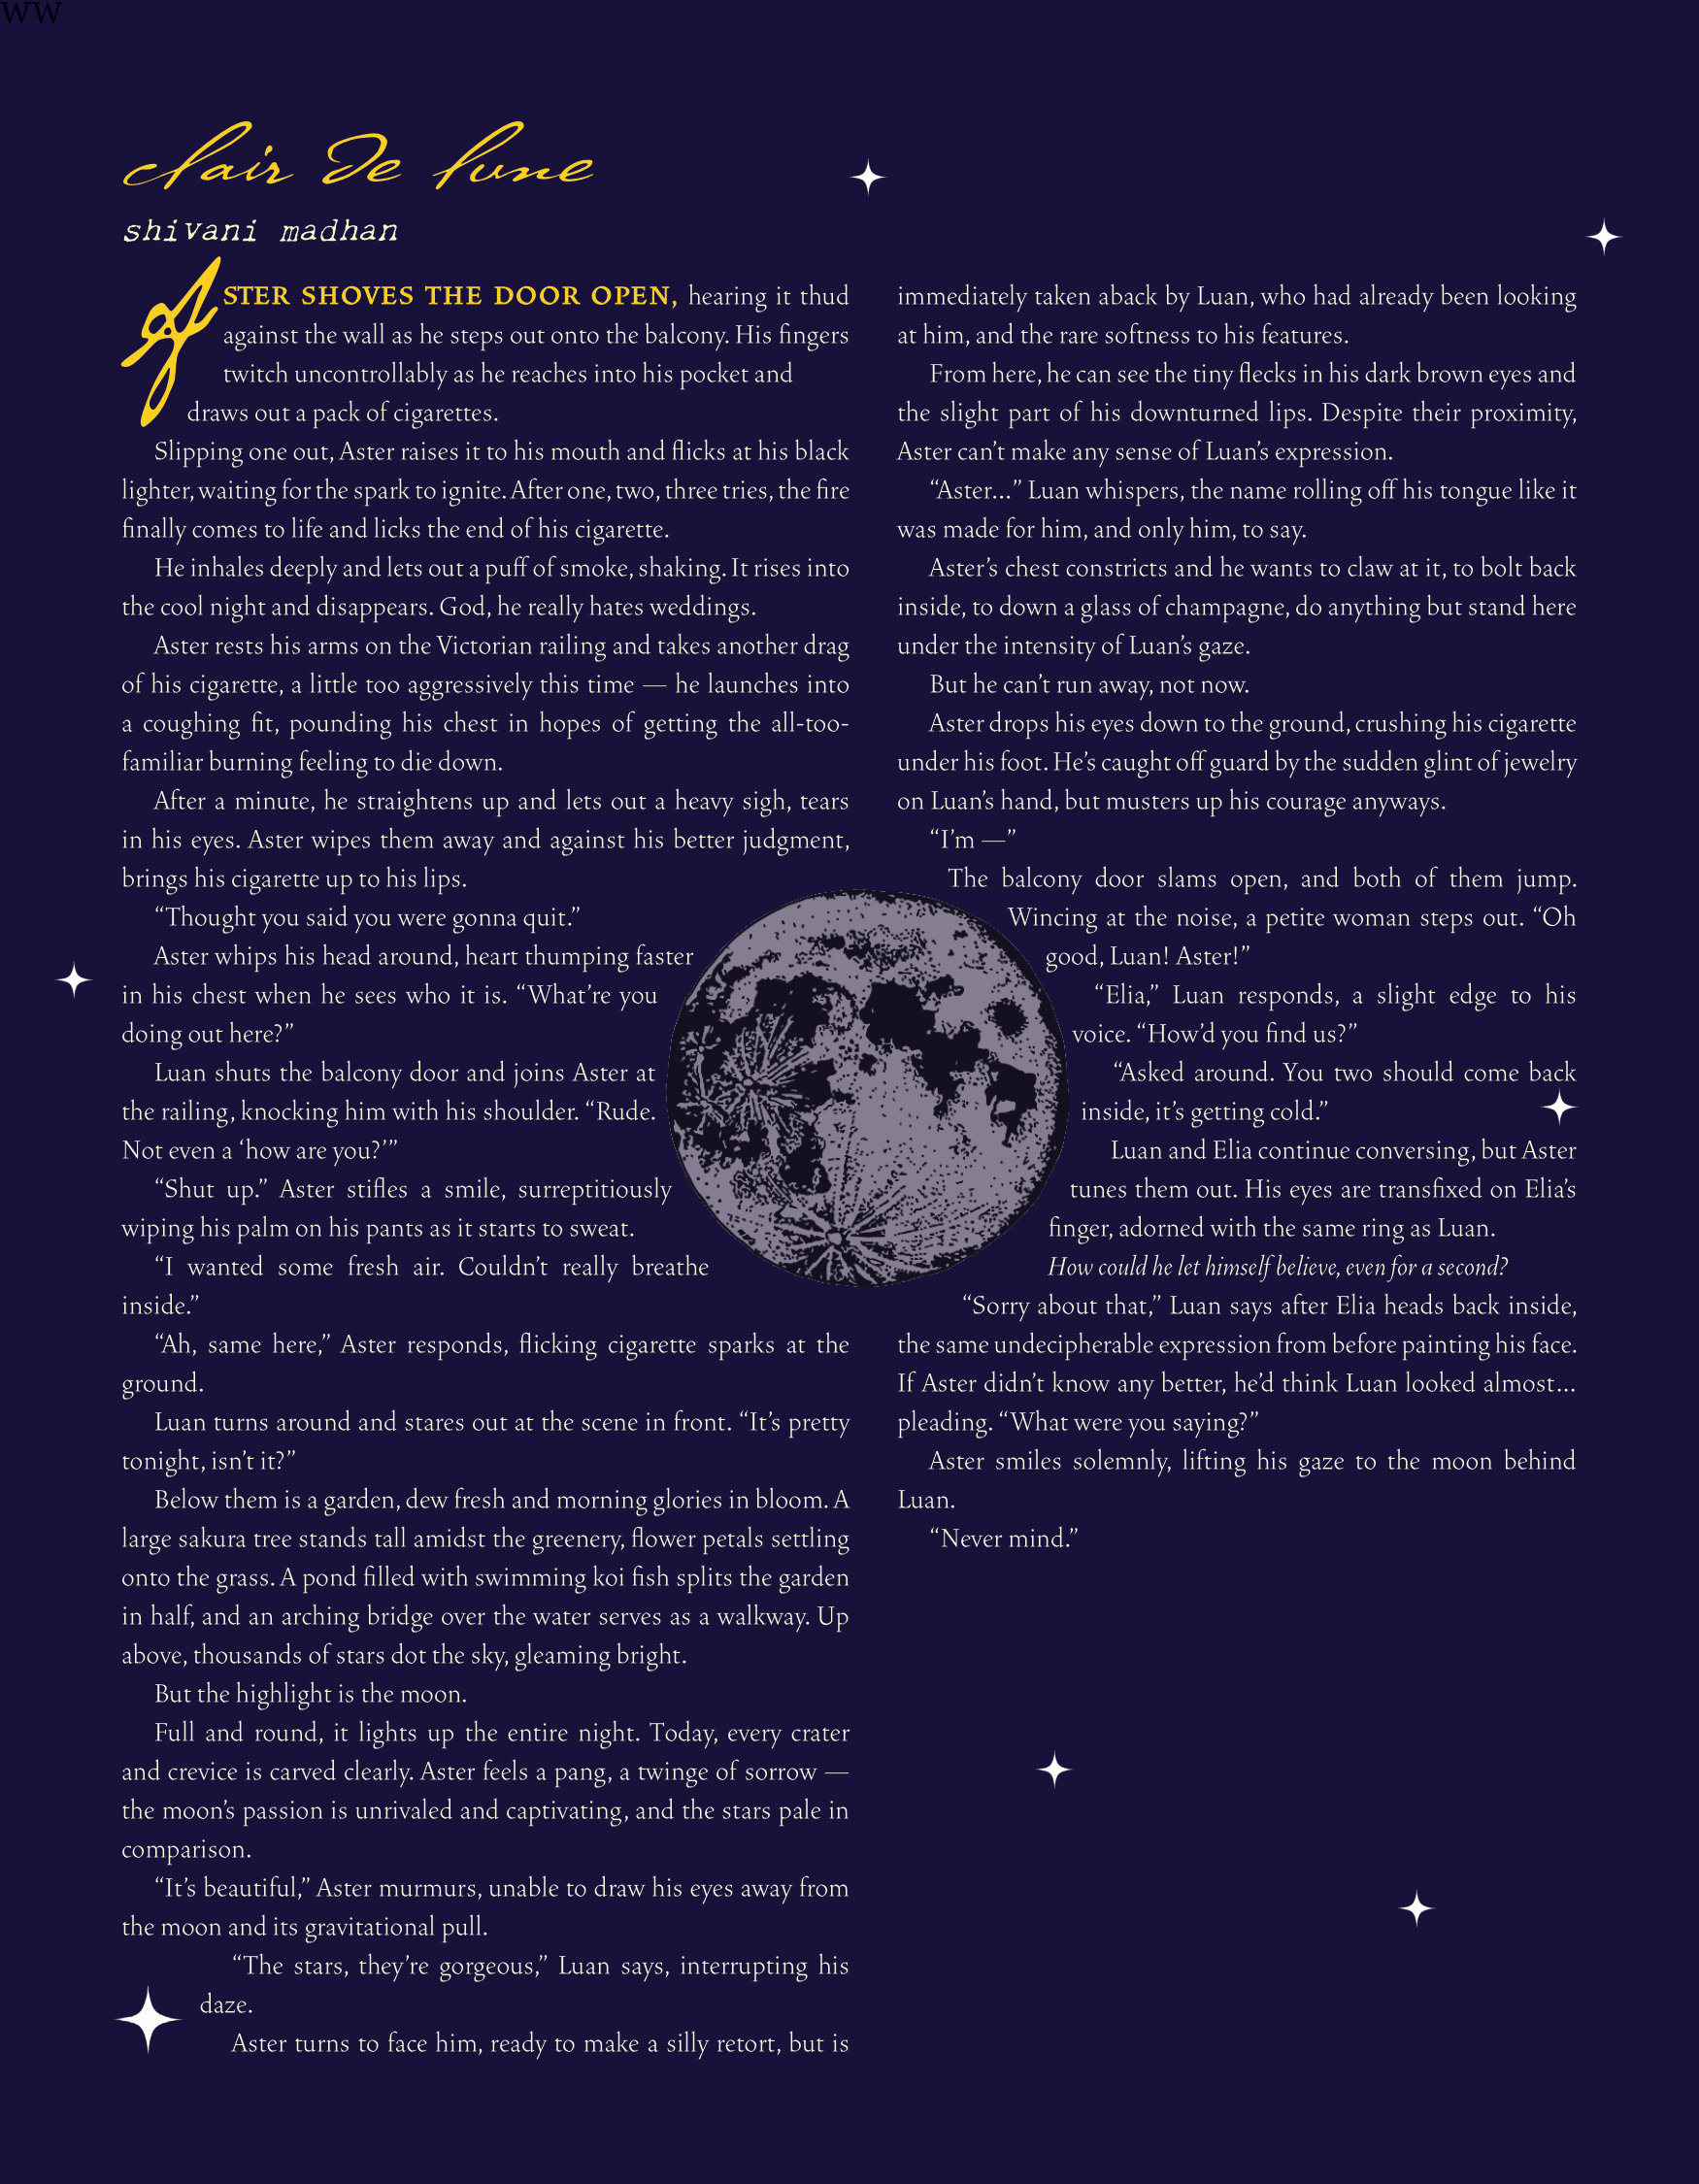 WW
clair de lune
shivani madhan
ASTER SHOVES THE DOOR OPEN, hearing it thud
against the wall as he steps out onto the balcony. His fingers
twitch uncontrollably as he reaches into his pocket and
draws out a pack of cigarettes.
Slipping one out, Aster raises it to his mouth and flicks at his black
lighter, waiting for the spark to ignite. After one, two, three tries, the fire
finally comes to life and licks the end of his cigarette.
He inhales deeply and lets out a puff of smoke, shaking. It rises into
the cool night and disappears. God, he really hates weddings.
Aster rests his arms on the Victorian railing and takes another drag
of his cigarette, a little too aggressively this time — he launches into
a coughing fit, pounding his chest in hopes of getting the all-too-
familiar burning feeling to die down.
After a minute, he straightens up and lets out a heavy sigh, tears
in his eyes. Aster wipes them away and against his better judgment,
brings his cigarette up to his lips.
“Thought you said you were gonna quit.”
Aster whips his head around, heart thumping faster
in his chest when he sees who it is. “What’re you
doing out here?”
Luan shuts the balcony door and joins Aster at
the railing, knocking him with his shoulder. “Rude.
Not even a ‘how are you?’”
“Shut up.” Aster stifles a smile, surreptitiously
wiping his palm on his pants as it starts to sweat.
“I wanted some fresh air. Couldn’t really breathe
inside.”
“Ah, same here,” Aster responds, flicking cigarette sparks at the
ground.
Luan turns around and stares out at the scene in front. “It’s pretty
tonight, isn’t it?”
Below them is a garden, dew fresh and morning glories in bloom. A
large sakura tree stands tall amidst the greenery, flower petals settling
onto the grass. A pond filled with swimming koi fish splits the garden
in half, and an arching bridge over the water serves as a walkway. Up
above, thousands of stars dot the sky, gleaming bright.
But the highlight is the moon.
Full and round, it lights up the entire night. Today, every crater
and crevice is carved clearly. Aster feels a pang, a twinge of sorrow —
the moon’s passion is unrivaled and captivating, and the stars pale in
comparison.
“It’s beautiful,” Aster murmurs, unable to draw his eyes away from
the moon and its gravitational pull.
“The stars, they’re gorgeous,” Luan says, interrupting his
daze.
Aster turns to face him, ready to make a silly retort, but is
immediately taken aback by Luan, who had already been looking
at him, and the rare softness to his features.
From here, he can see the tiny flecks in his dark brown eyes and
the slight part of his downturned lips. Despite their proximity,
Aster can’t make any sense of Luan’s expression.
“Aster...” Luan whispers, the name rolling off his tongue like it
was made for him, and only him, to say.
Aster’s chest constricts and he wants to claw at it, to bolt back
inside, to down a glass of champagne, do anything but stand here
under the intensity of Luan’s gaze.
But he can’t run away, not now.
Aster drops his eyes down to the ground, crushing his cigarette
under his foot. He’s caught off guard by the sudden glint of jewelry
on Luan’s hand, but musters up his courage anyways.
“I’m —”
The balcony door slams open, and both of them jump.
Wincing at the noise, a petite woman steps out. “Oh
good, Luan! Aster!”
“Elia,” Luan responds, a slight edge to his
voice. “How’d you find us?”
“Asked around. You two should come back
inside, it’s getting cold.”
Luan and Elia continue conversing, but Aster
tunes them out. His eyes are transfixed on Elia’s
finger, adorned with the same ring as Luan.
How could he let himself believe, even for a second?
“Sorry about that,” Luan says after Elia heads back inside,
the same undecipherable expression from before painting his face.
If Aster didn’t know any better, he’d think Luan looked almost...
pleading. “What were you saying?”
Aster smiles solemnly, lifting his gaze to the moon behind
Luan.
“Never mind.”